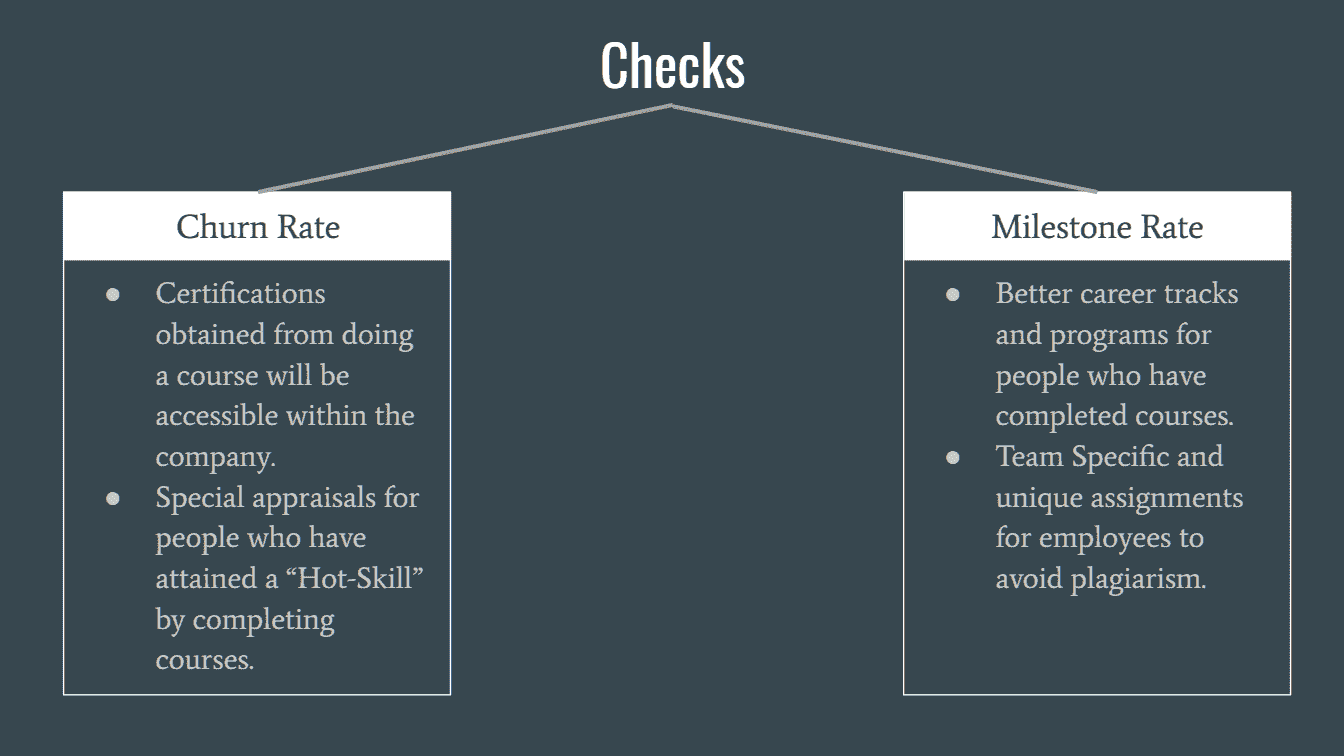 Checks
Churn Rate
● Certifications
obtained from doing
a course will be
accessible within the
company.
● Special appraisals for
people who have
attained a “Hot-Skill”
by completing
courses.
Milestone Rate
● Better career tracks
and programs for
people who have
completed courses.
● Team Specific and
unique assignments
for employees to
avoid plagiarism.